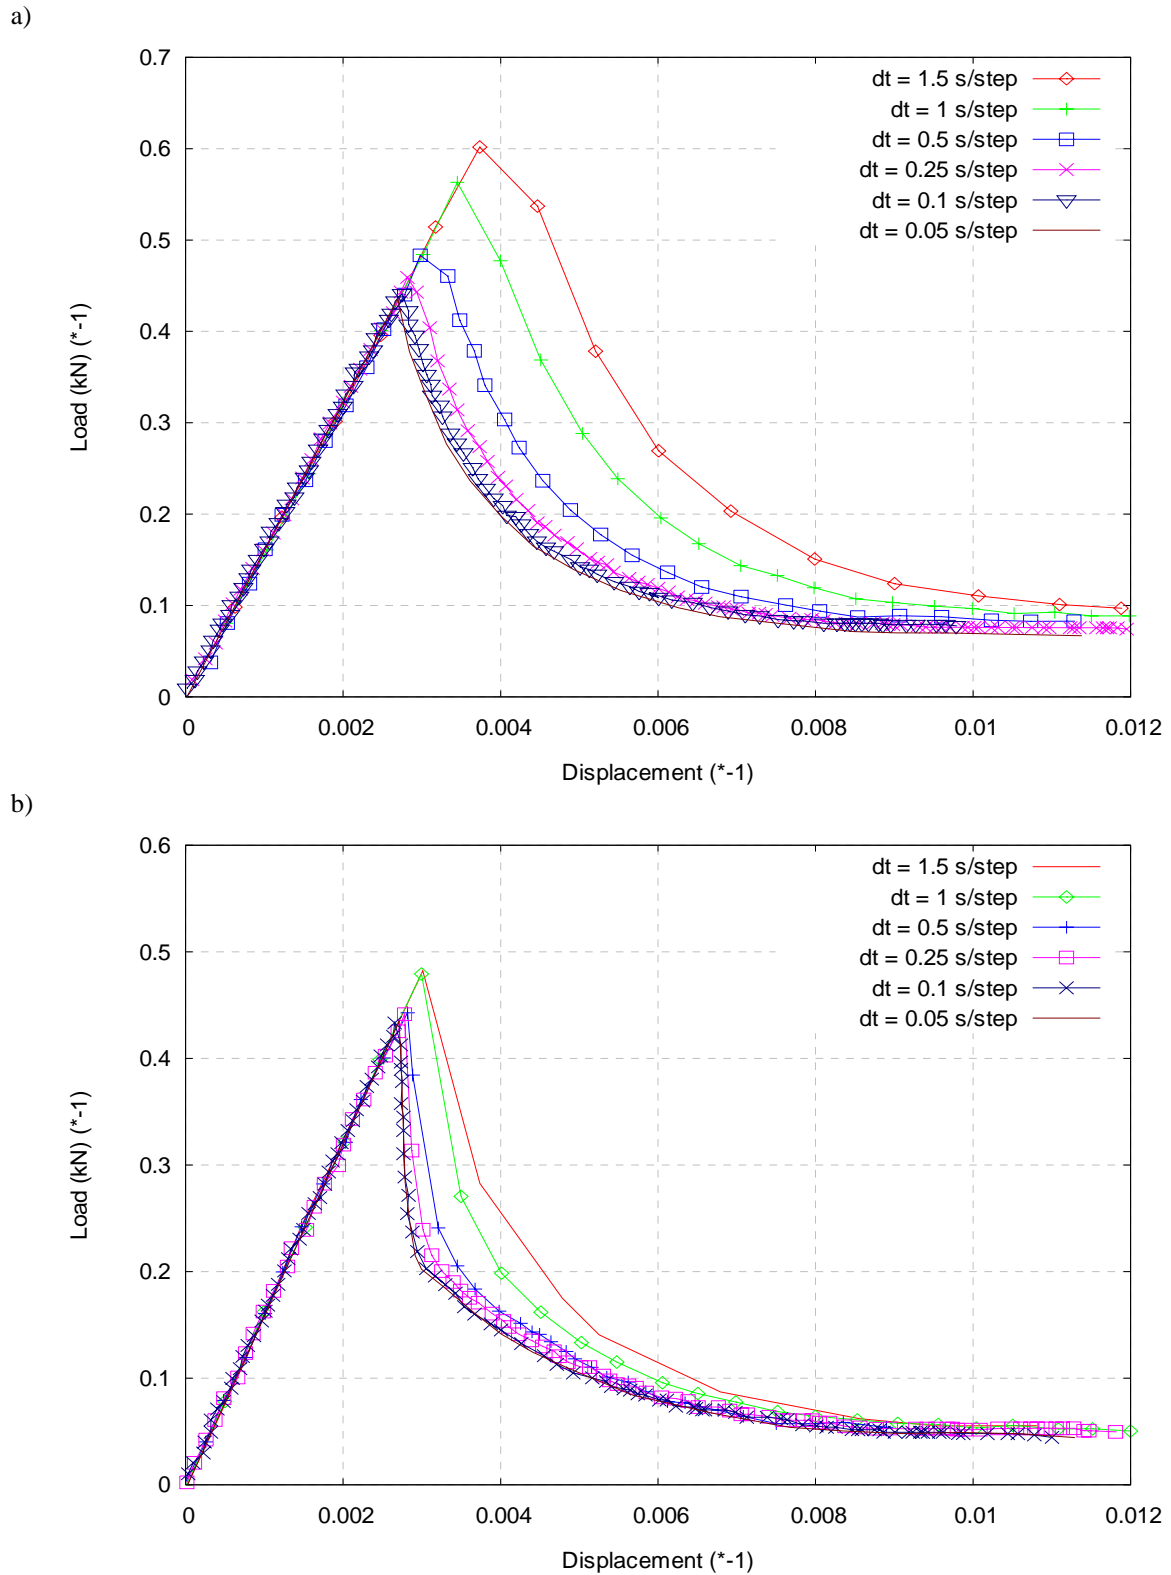 a)
0.7
0.6
0.5
0.4
0.3
0.2
0.1
0
Load (kN) (*-1)
dt = 1.5 s/step
dt = 1 s/step
dt = 0.5 s/step
dt = 0.25 s/step
dt = 0.1 s/step
dt = 0.05 s/step
0 0.002 0.004 0.006 0.008 0.01 0.012
Displacement (*-1)
b)
0.6
0.5
0.4
0.3
0.2
0.1
0
Load (kN) (*-1)
dt = 1.5 s/step
dt = 1 s/step
dt = 0.5 s/step
dt = 0.25 s/step
dt = 0.1 s/step
dt = 0.05 s/step
0 0.002 0.004 0.006 0.008 0.01 0.012
Displacement (*-1)